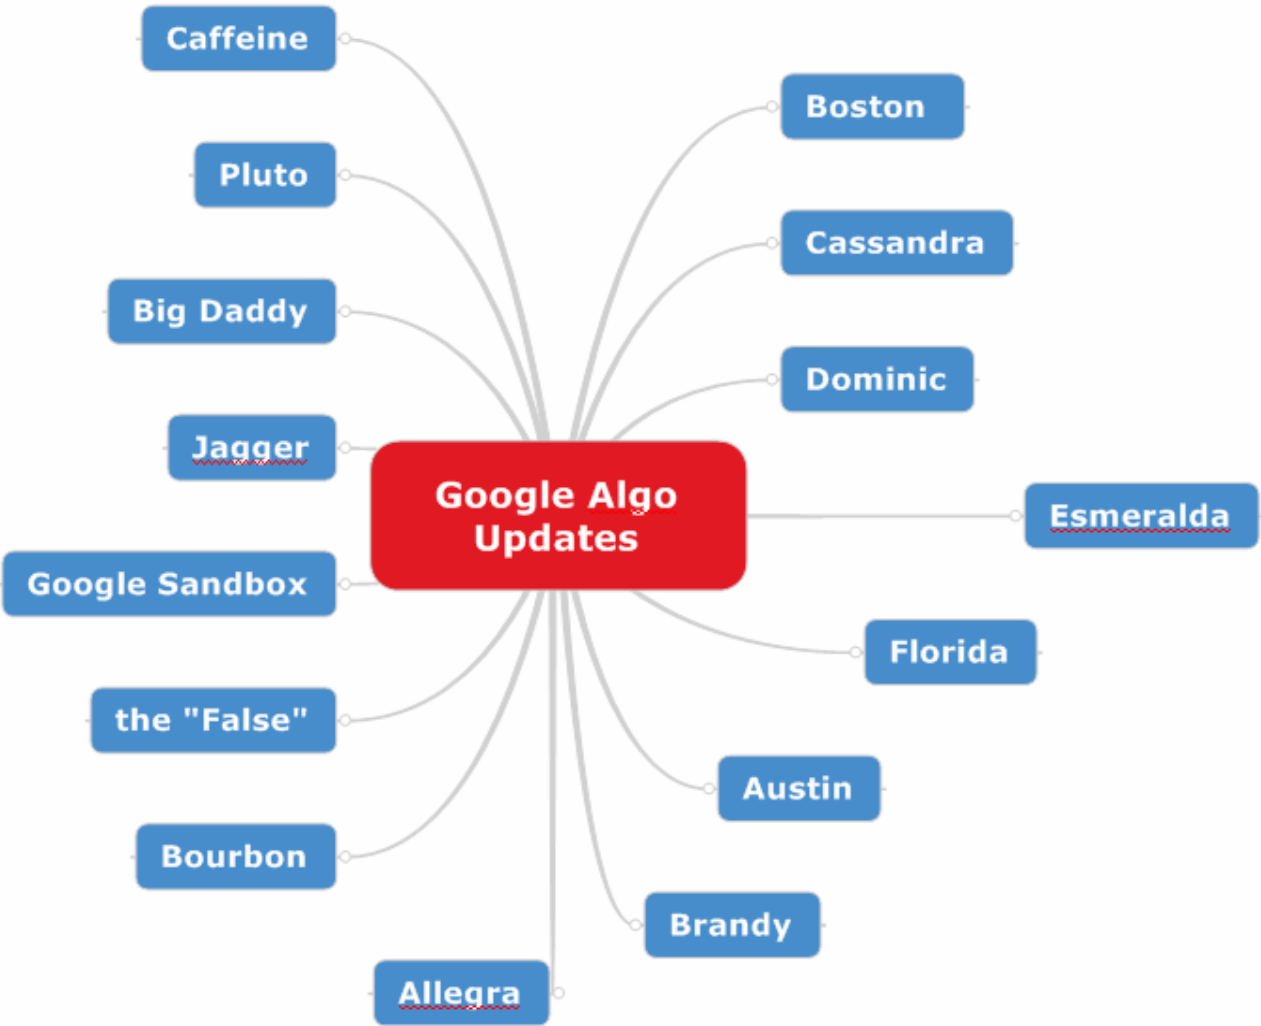 Caffeine
Boston
Pluto
Cassandra
Big Daddy
Dominic
Jagger
Google Algo
Updates
Esmeralda
Google Sandbox
Florida
the "False"
Austin
Bourbon
Brandy
Allegra